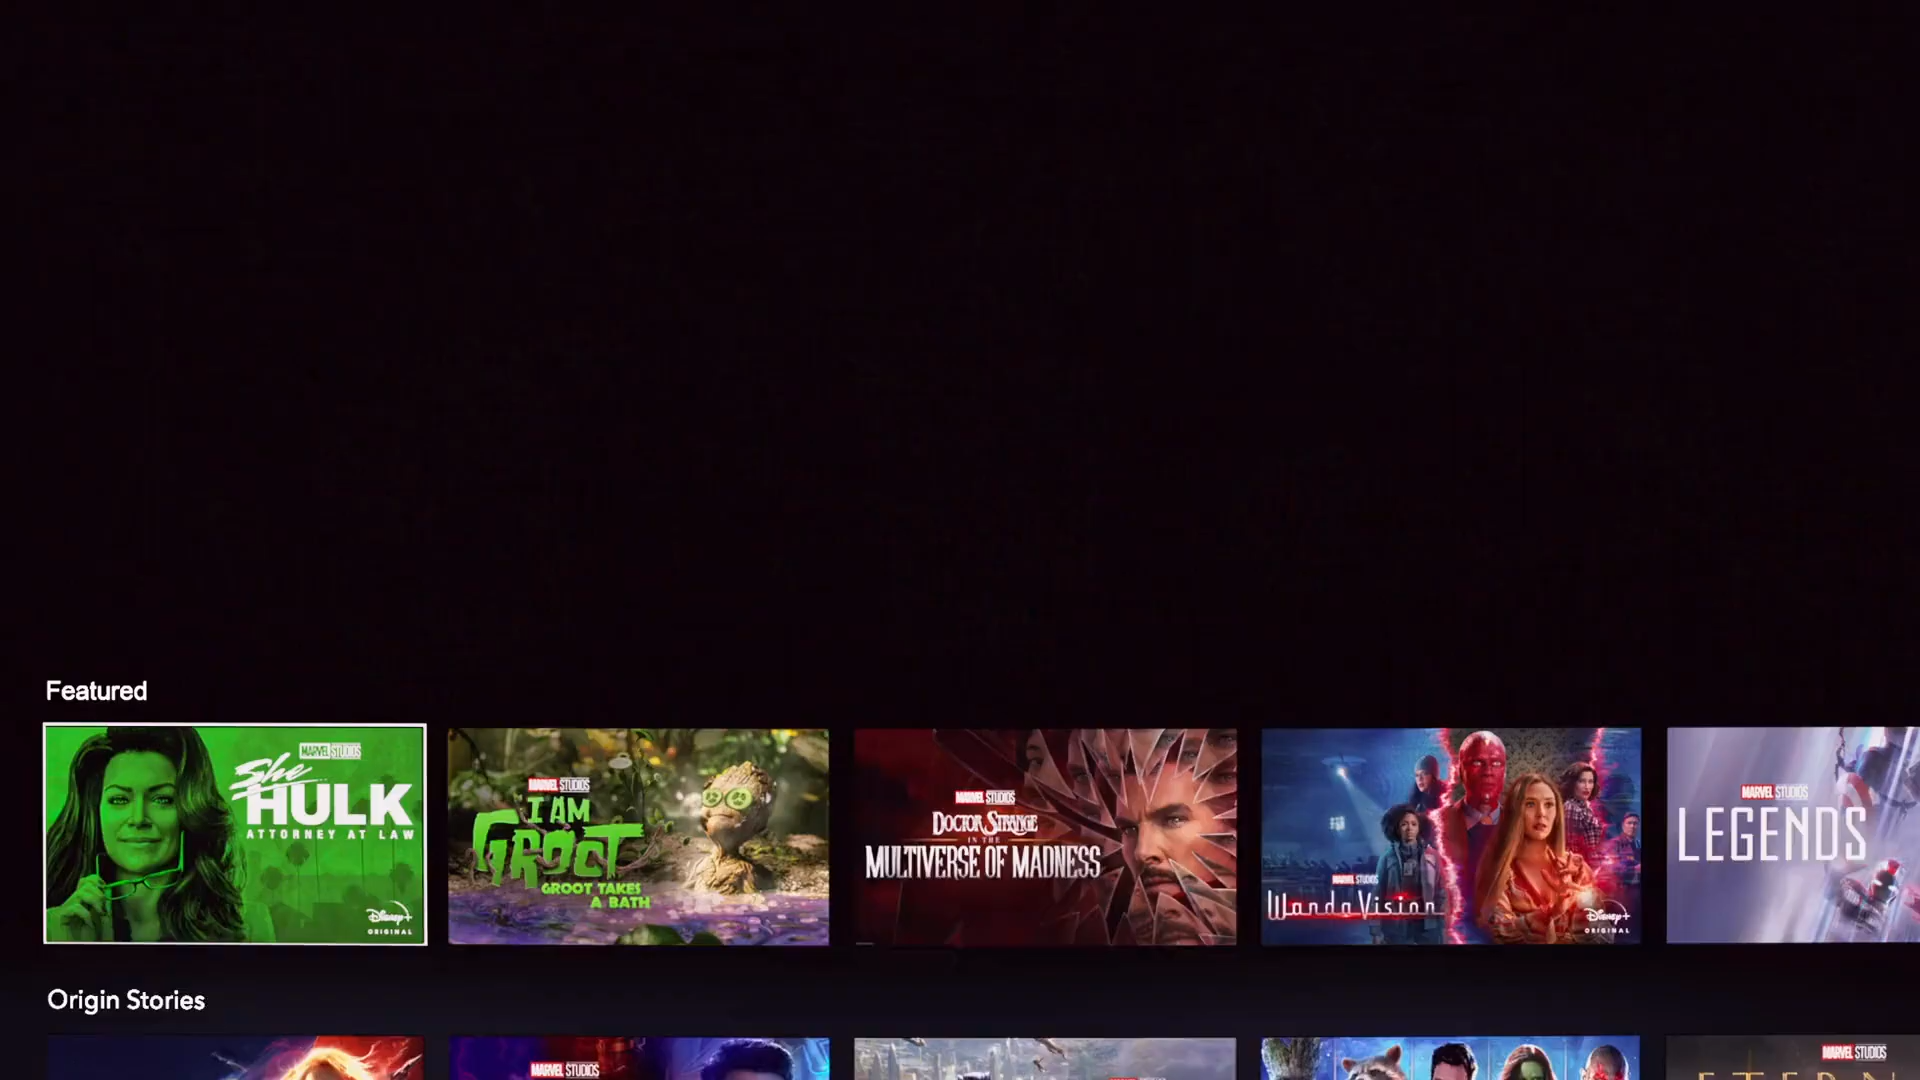 Featured
MARVEL STUDIOS
She
HULK
ATTORNEY AT LAW
Disney+
ORIGINAL
MARVEL STUDIOS
I AM
GROOT
GROOT TAKES
A BATH
MARVEL STUDIOS
DOCTOR STRANGE
IN THE
MULTIVERSE OF MADNESS
MARVEL STUDIOS
WandaVision
Disney+
ORIGINAL
MARVEL STUDIOS
LEGENDS
Origin Stories
MARVEL STUDIOS
MARVEL STUDIOS